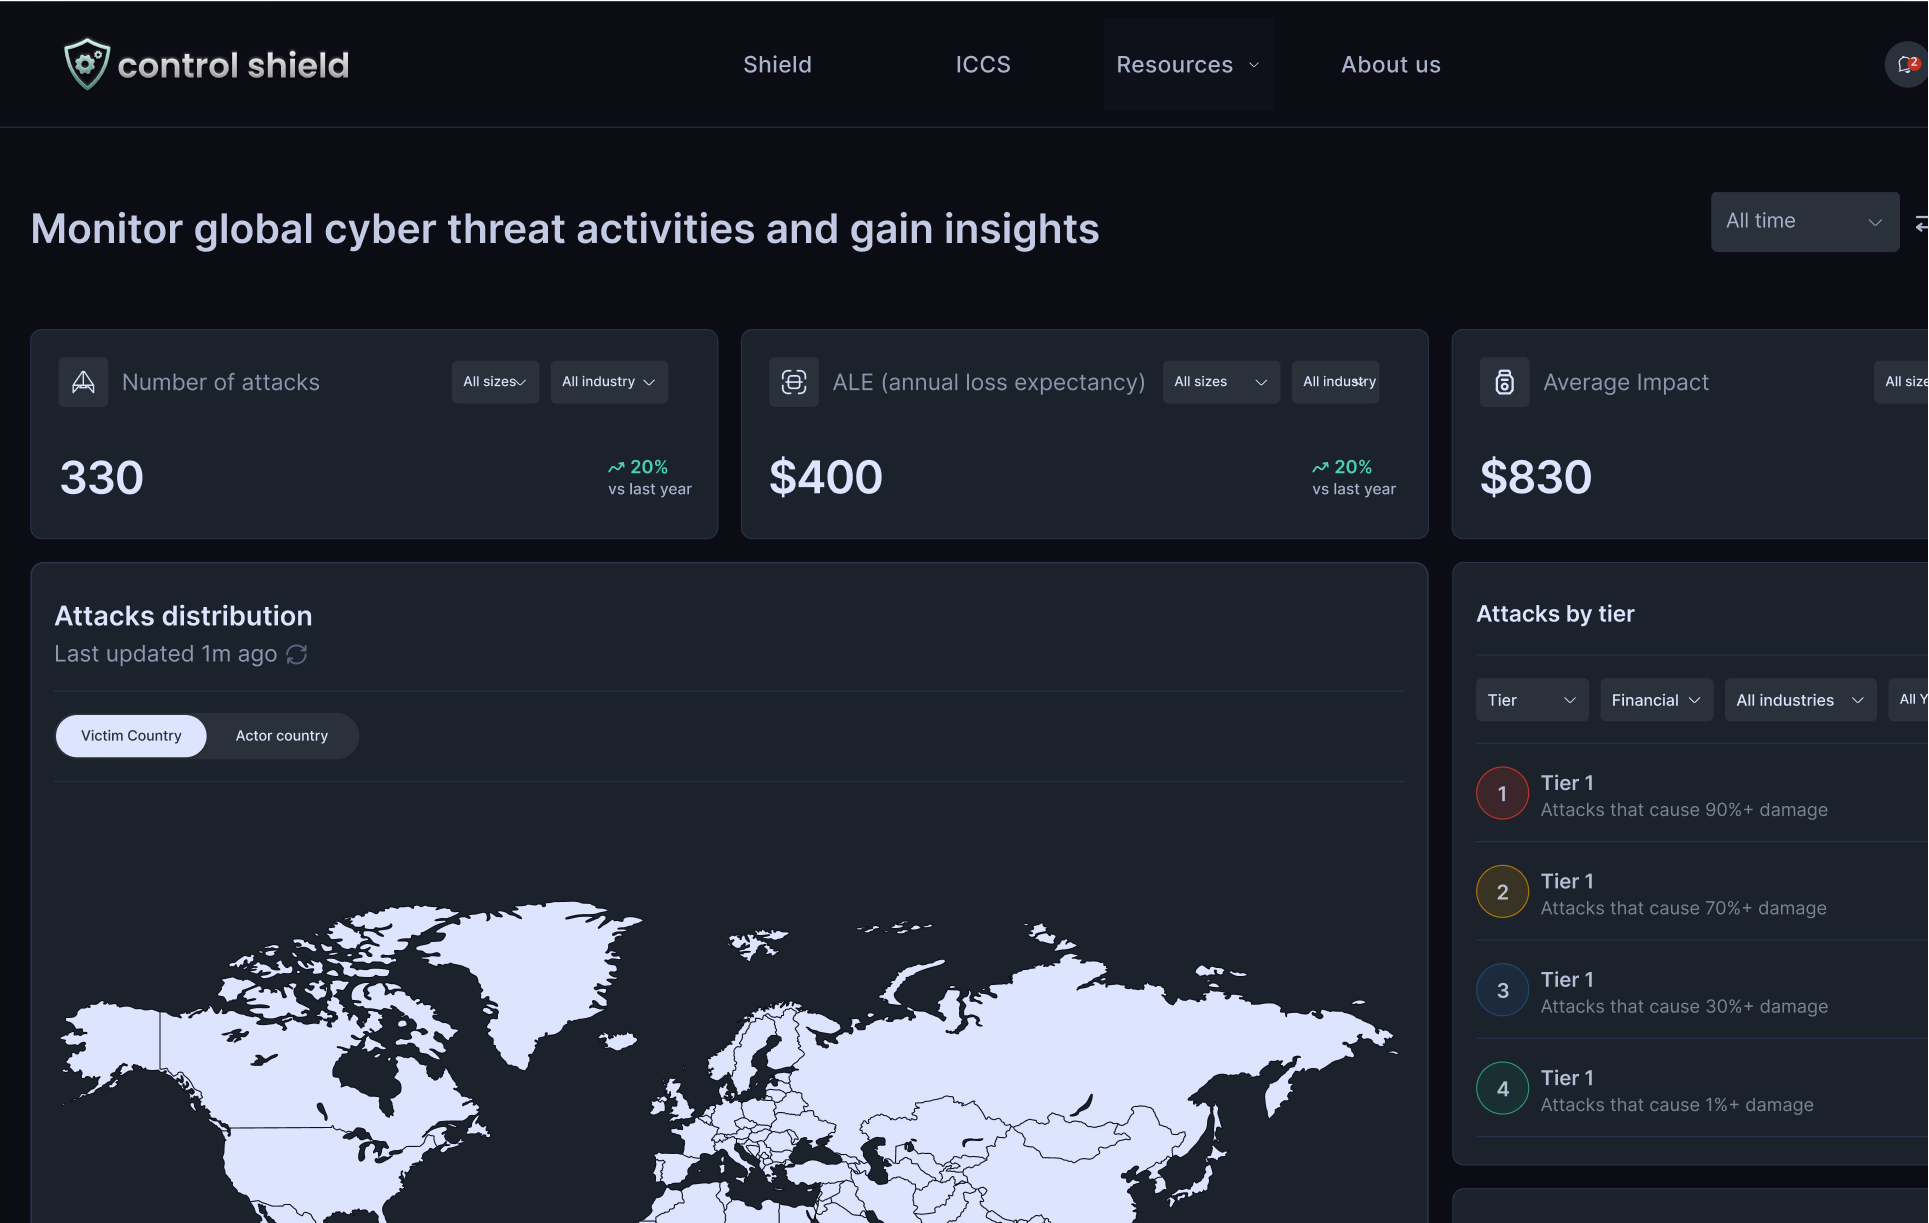 control shield
Shield ICCS Resources About us
2
Monitor global cyber threat activities and gain insights
All time
Number of attacks All sizes All industry
330
20%
vs last year
ALE (annual loss expectancy) All sizes All industry
$400
20%
vs last year
Average Impact All size
$830
Attacks distribution
Last updated 1m ago
Victim Country Actor country
Attacks by tier
Tier Financial All industries All Y
1 Tier 1
Attacks that cause 90%+ damage
2 Tier 1
Attacks that cause 70%+ damage
3 Tier 1
Attacks that cause 30%+ damage
4 Tier 1
Attacks that cause 1%+ damage